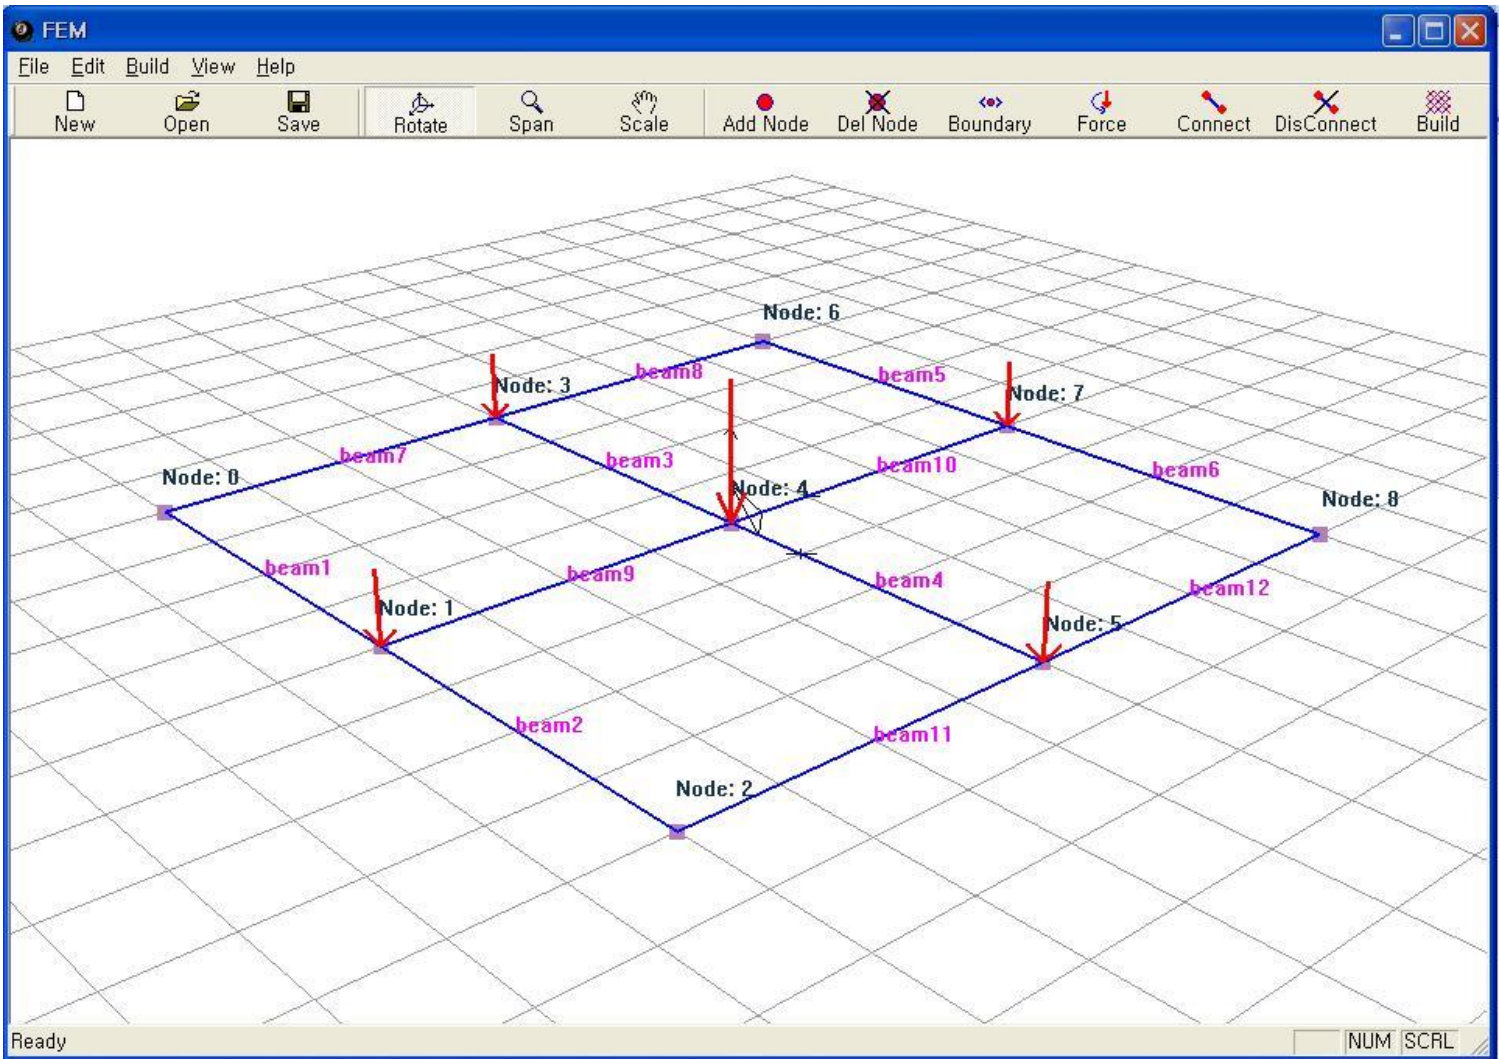 FEM
File Edit Build View Help
New Open Save Rotate Span Scale Add Node Del Node Boundary Force Connect DisConnect Build
Node: 6
beam8
beam5
Node: 3
Node: 7
beam7
beam3
beam10
beam6
Node: 0
Node: 4
Node: 8
beam1
beam9
beam4
beam12
Node: 1
Node: 5
beam2
beam11
Node: 2
Ready NUM SCRL